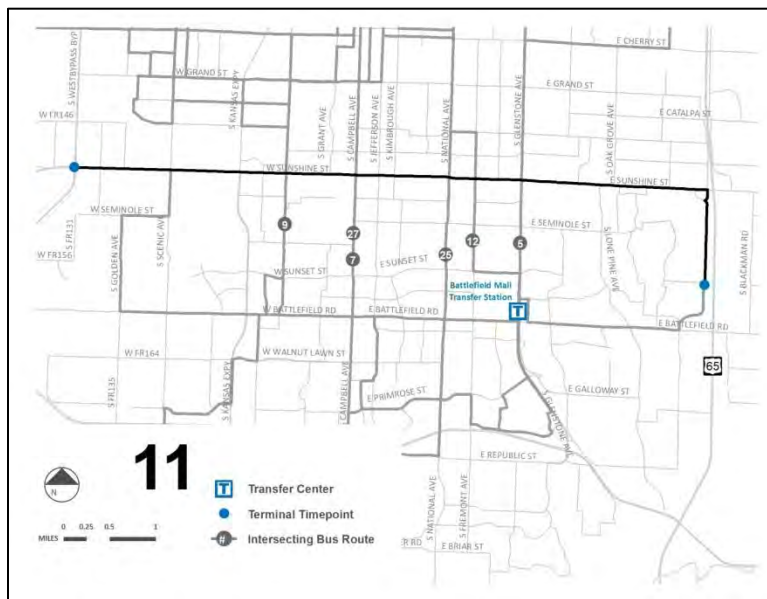 E CHERRY ST
S WESTBYPASS BYP
W GRAND ST
S KANSAS EXPY
S GRANT AVE
S CAMPBELL AVE
S JEFFERSON AVE
S KIMBROUGH AVE
S NATIONAL AVE
S GLENSTONE AVE
E GRAND ST
S OAK GROVE AVE
E CATALPA ST
W FR146
W SUNSHINE ST
E SUNSHINE ST
W SEMINOLE ST
E SEMINOLE ST
S FR131
S GOLDEN AVE
S SCENIC AVE
9
27
7
25
12
5
W FR156
W SUNSET ST
E SUNSET ST
S LONE PINE AVE
S BLACKMAN RD
Battlefield Mall
Transfer Station
T
W BATTLEFIELD RD
E BATTLEFIELD RD
E BATTLEFIELD RD
W FR164
W WALNUT LAWN ST
65
S FR135
S KANSAS EXPY
CAMPBELL AVE
E PRIMROSE ST
S GLENSTONE AVE
E GALLOWAY ST
E REPUBLIC ST
S NATIONAL AVE
S FREMONT AVE
ER RD
E BRIAR ST
11
N
0 0.25 0.5 1
MILES
T Transfer Center
Terminal Timepoint
# Intersecting Bus Route